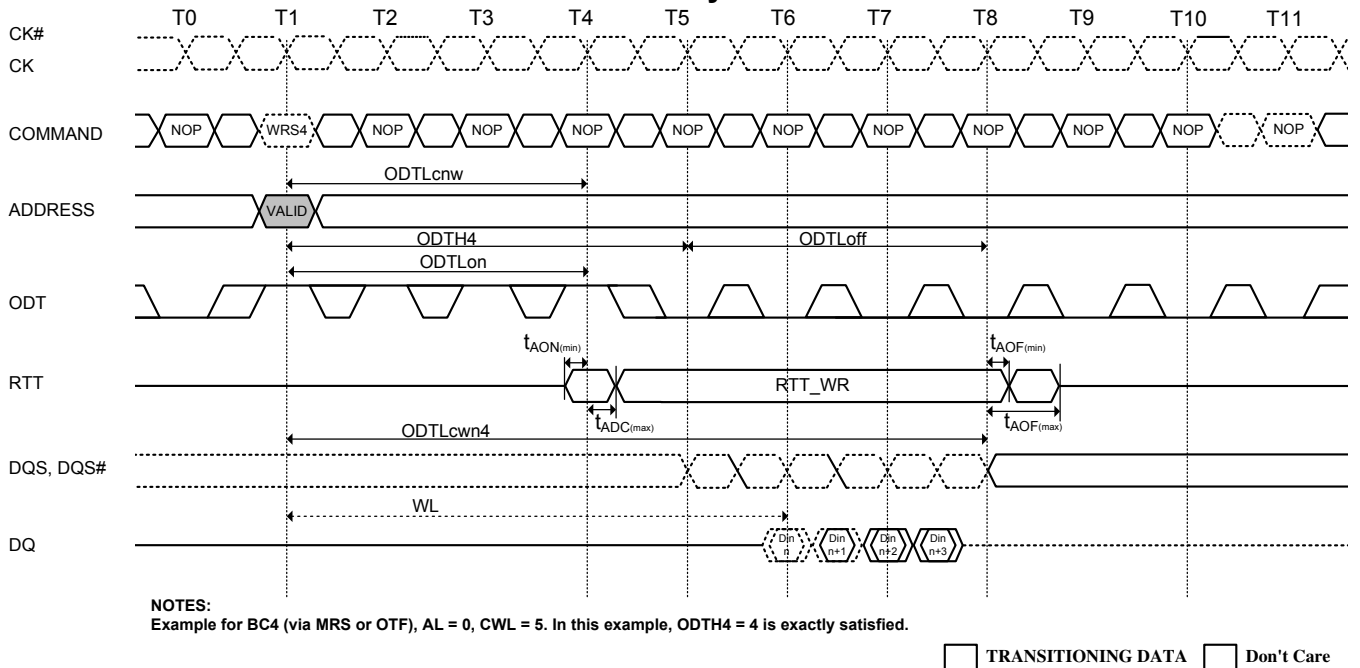 T0 T1 T2 T3 T4 T5 T6 T7 T8 T9 T10 T11
CK#
CK
COMMAND NOP WRS4 NOP NOP NOP NOP NOP NOP NOP NOP NOP NOP
ODTLcnw
ADDRESS VALID
ODTH4 ODTLoff
ODTLon
ODT
tAON(min) tAOF(min)
RTT RTT_WR
tADC(max) tAOF(max)
ODTLcwn4
DQS, DQS#
WL
DQ Din n Din n+1 Din n+2 Din n+3
NOTES:
Example for BC4 (via MRS or OTF), AL = 0, CWL = 5. In this example, ODTH4 = 4 is exactly satisfied.
TRANSITIONING DATA Don't Care